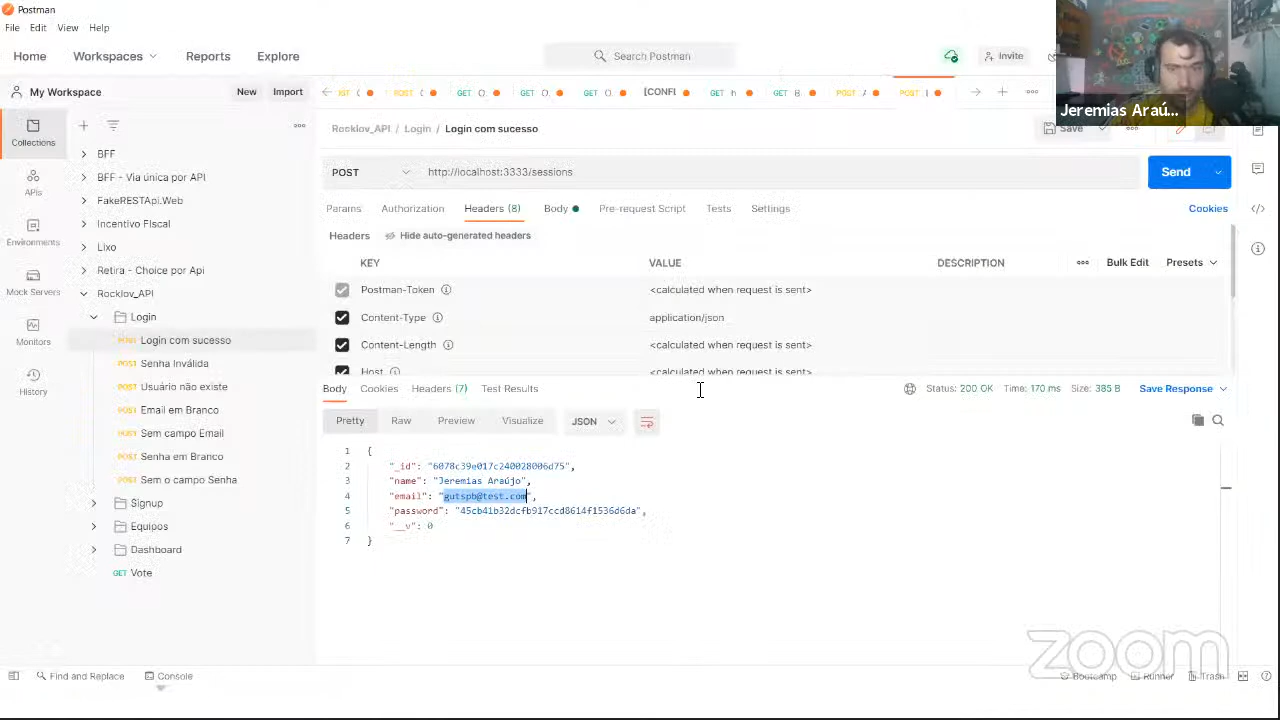 Postman
File Edit View Help
Home Workspaces Reports Explore Search Postman Invite
My Workspace New Import
[CONFI
Jeremias Araú...
Rocklov_API / Login / Login com sucesso Save
POST http://localhost:3333/sessions Send
Params Authorization Headers (8) Body Pre-request Script Tests Settings Cookies
Headers Hide auto-generated headers
KEY VALUE DESCRIPTION Bulk Edit Presets
Postman-Token <calculated when request is sent>
Content-Type application/json
Content-Length <calculated when request is sent>
Host <calculated when request is sent>
Collections
APIs
Environments
Mock Servers
Monitors
History
BFF
BFF - Via única por API
FakeRESTApi.Web
Incentivo FIscal
Lixo
Retira - Choice por Api
Rocklov_API
Login
POST Login com sucesso
POST Senha Inválida
POST Usuário não existe
POST Email em Branco
POST Sem campo Email
POST Senha em Branco
POST Sem o campo Senha
Signup
Equipos
Dashboard
GET Vote
Body Cookies Headers (7) Test Results Status: 200 OK Time: 170 ms Size: 385 B Save Response
Pretty Raw Preview Visualize JSON
1 {
2 "_id": "6078c39e017c240028006d75",
3 "name": "Jeremias Araújo",
4 "email": "gutspb@test.com",
5 "password": "45cb41b32dcfb917ccd8614f1536d6da",
6 "__v": 0
7 }
zoom
Find and Replace Console Bootcamp Runner Trash